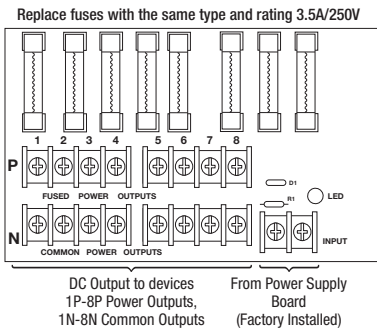 Replace fuses with the same type and rating 3.5A/250V
1 2 3 4 5 6 7 8
P
D1
FUSED POWER OUTPUTS
R1
LED
N
INPUT
COMMON POWER OUTPUTS
DC Output to devices
1P-8P Power Outputs,
1N-8N Common Outputs
From Power Supply
Board
(Factory Installed)